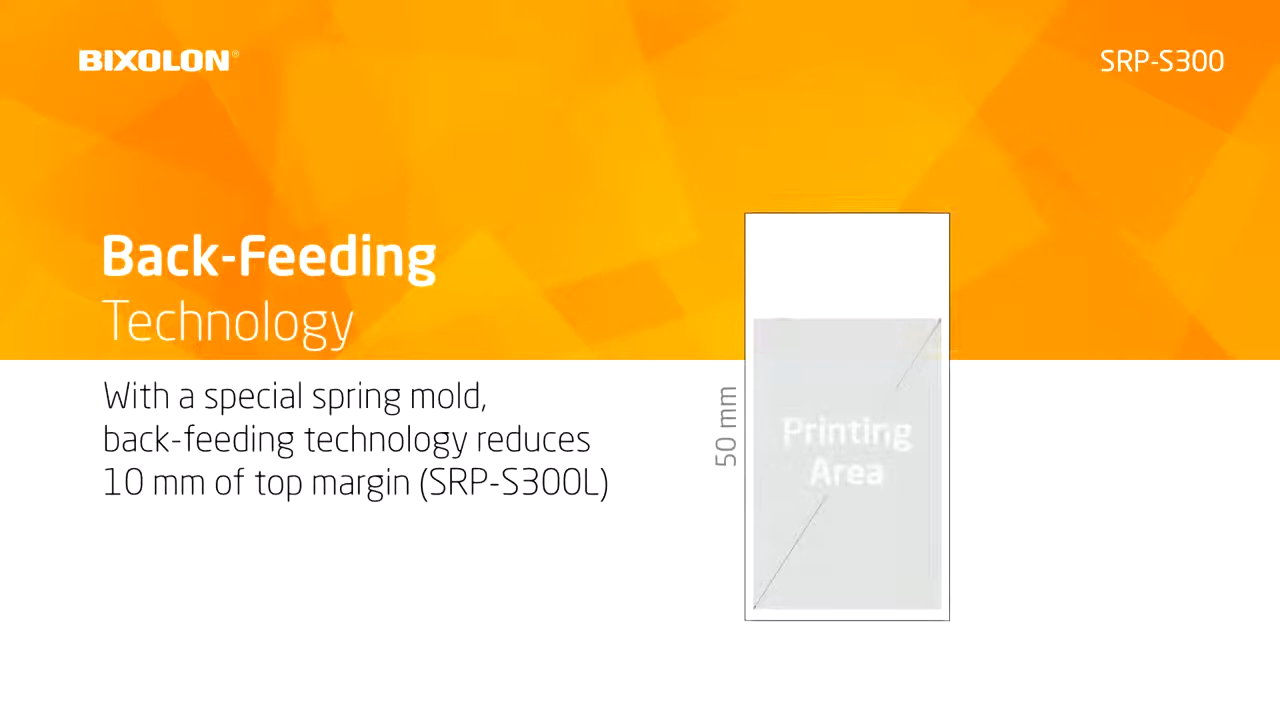 BIXOLON®
SRP-S300
Back-Feeding
Technology
With a special spring mold,
back-feeding technology reduces
10 mm of top margin (SRP-S300L)
50 mm
Printing
Area